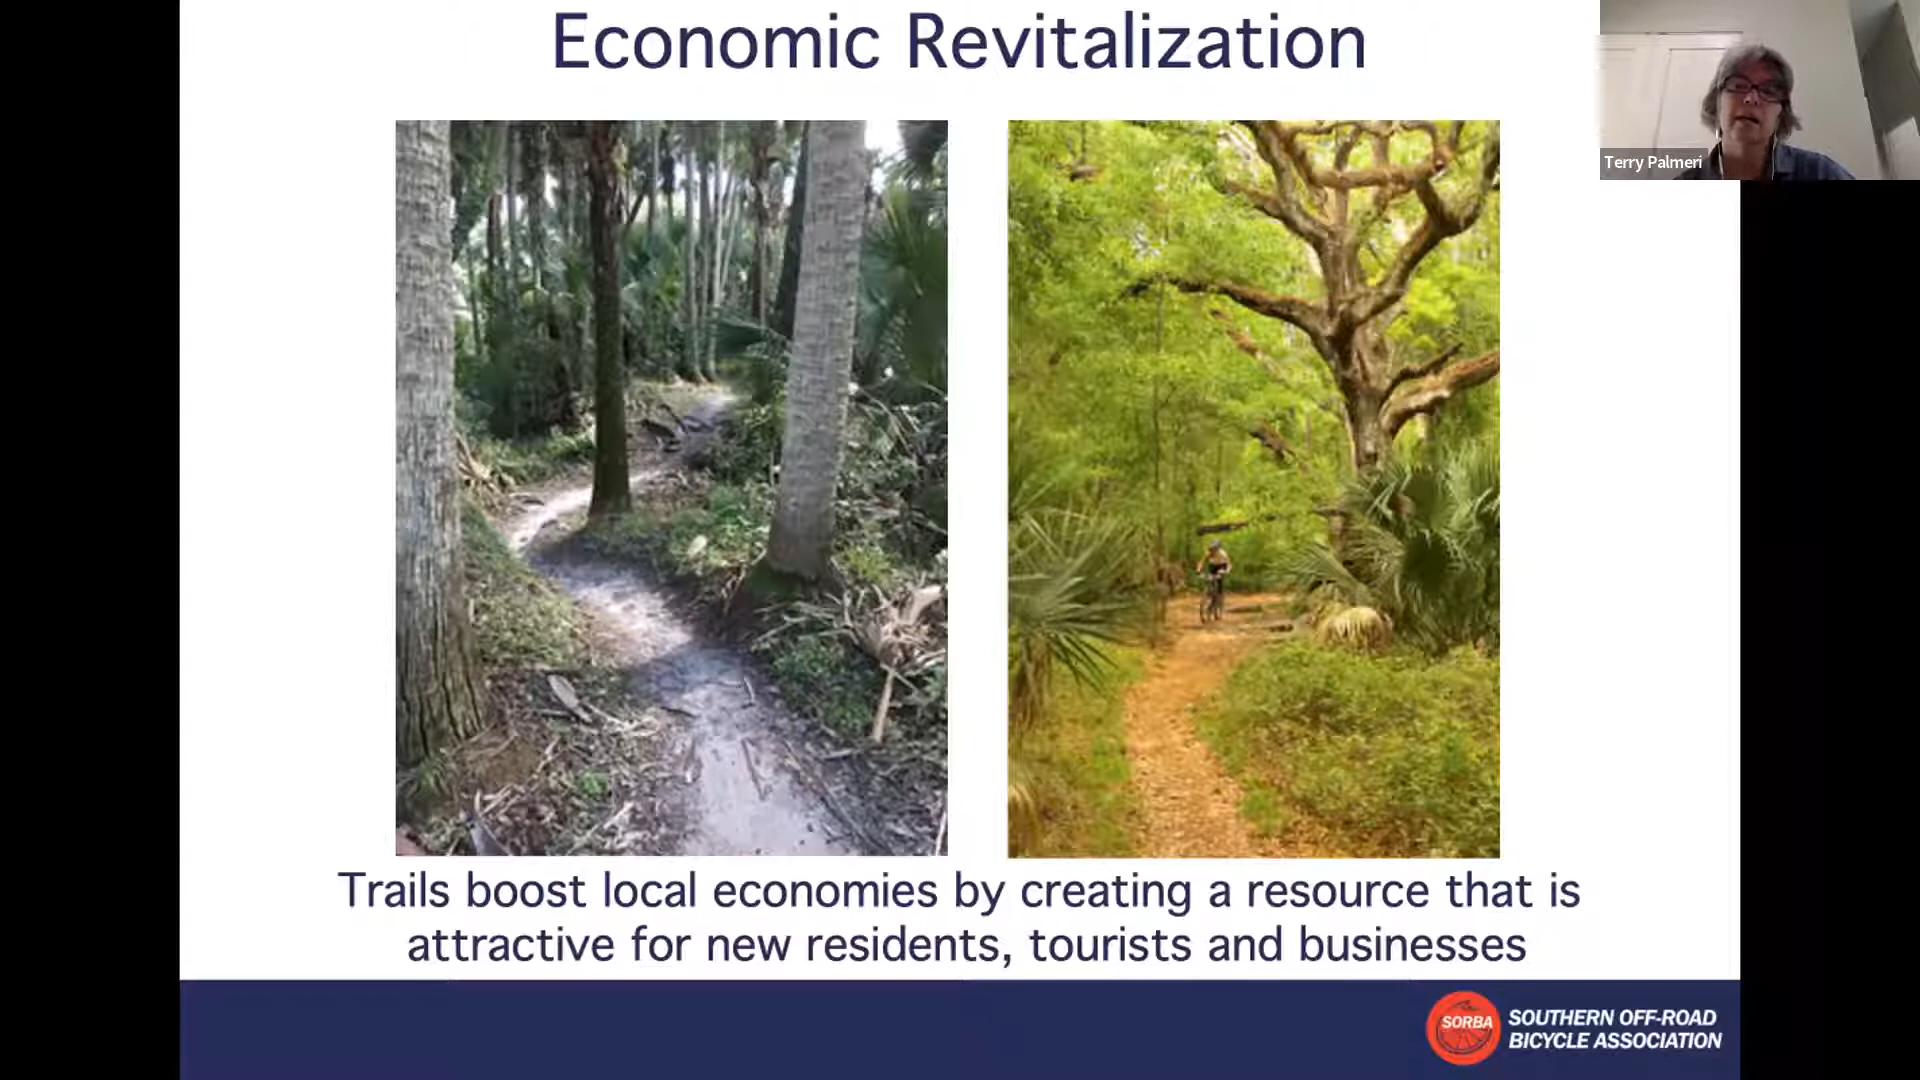 Economic Revitalization
Terry Palmeri
Trails boost local economies by creating a resource that is
attractive for new residents, tourists and businesses
SORBA
SOUTHERN OFF-ROAD
BICYCLE ASSOCIATION